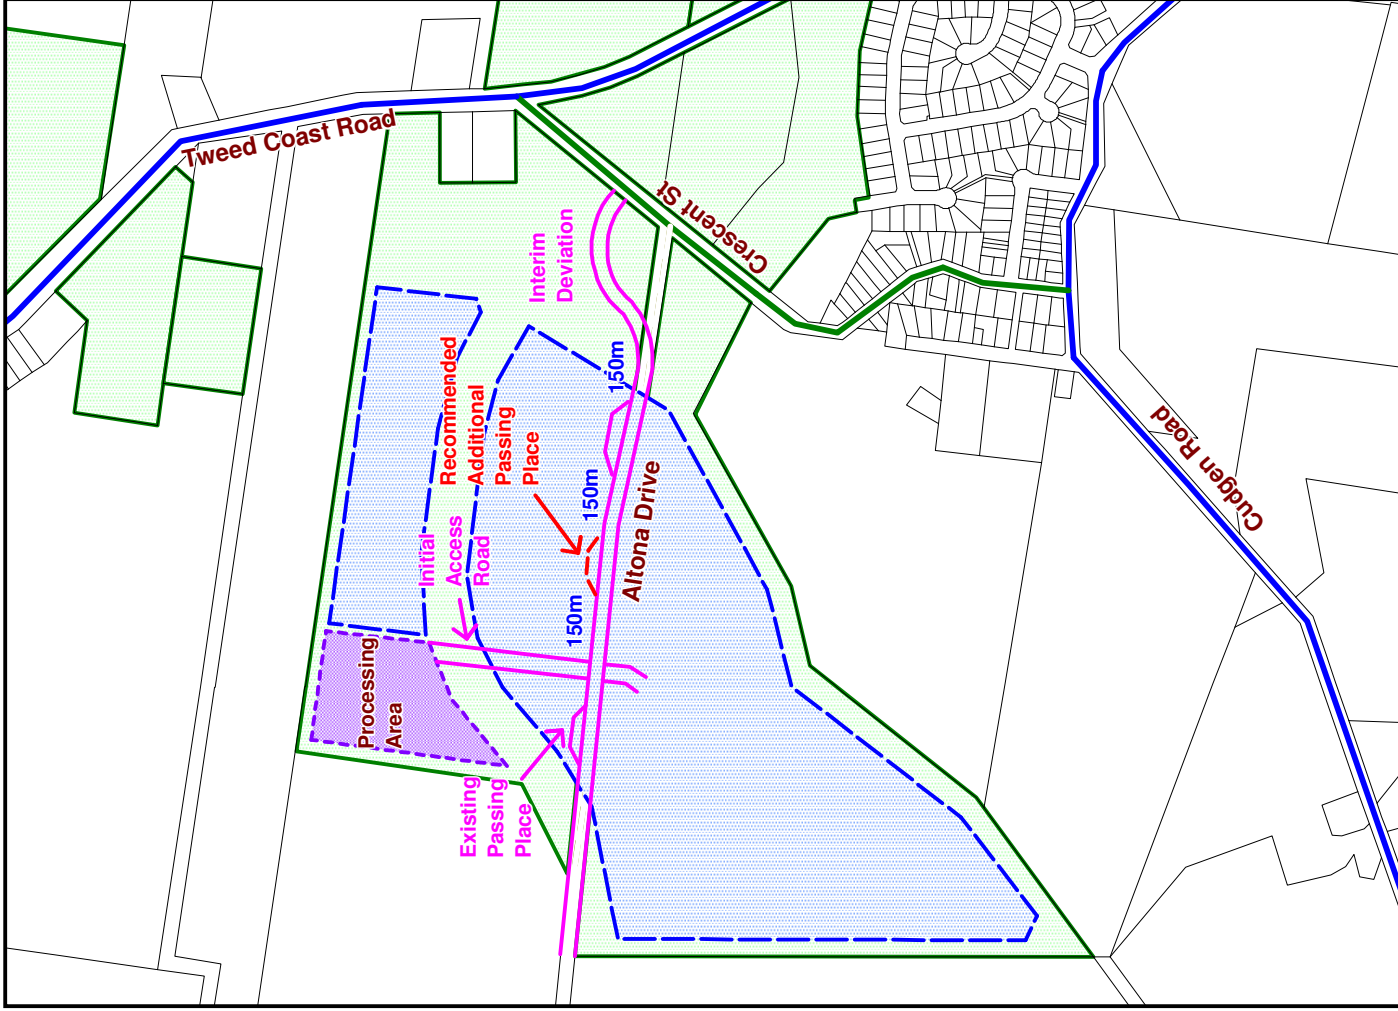 Tweed Coast Road
Crescent St
Interim
Deviation
150m
Recommended
Additional
Passing
Place
150m
Altona Drive
Initial
Access
Road
150m
Processing
Area
Existing
Passing
Place
Cudgen Road